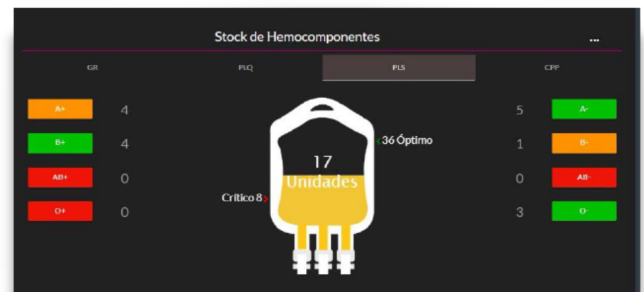 Stock de Hemocomponentes
...
GR PLQ PLS CPP
A+ 4
B+ 4
AB+ 0
O+ 0
17
Unidades
36 Óptimo
Crítico 8
5 A-
1 B-
0 AB-
3 O-